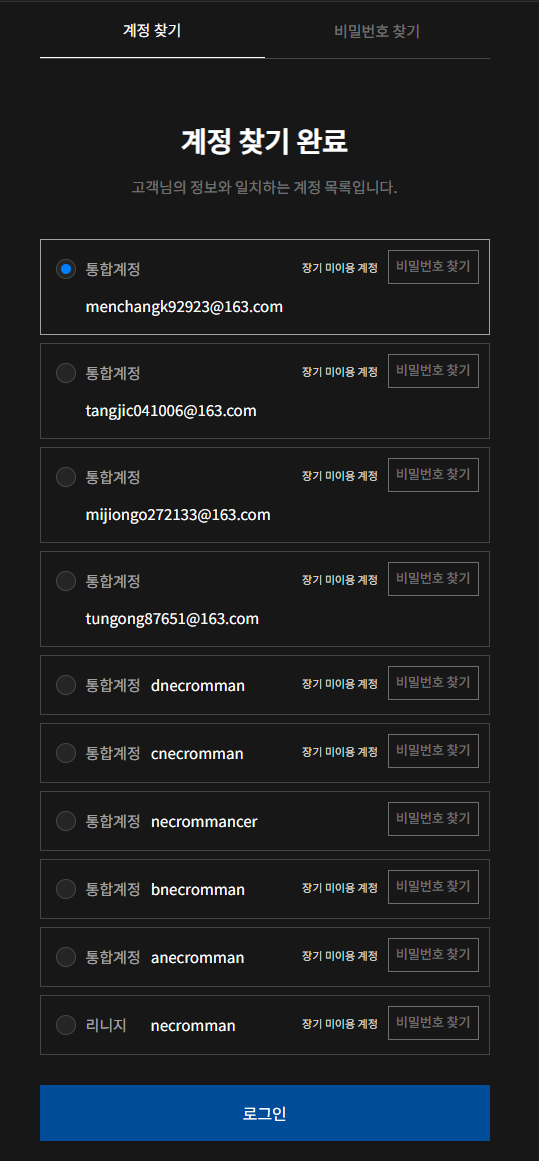 계정 찾기 비밀번호 찾기
계정 찾기 완료
고객님의 정보와 일치하는 계정 목록입니다.
통합계정 장기 미이용 계정 비밀번호 찾기
menchangk92923@163.com
통합계정 장기 미이용 계정 비밀번호 찾기
tangjic041006@163.com
통합계정 장기 미이용 계정 비밀번호 찾기
mijiongo272133@163.com
통합계정 장기 미이용 계정 비밀번호 찾기
tungong87651@163.com
통합계정 dnecromman 장기 미이용 계정 비밀번호 찾기
통합계정 cnecromman 장기 미이용 계정 비밀번호 찾기
통합계정 necrommancer 비밀번호 찾기
통합계정 bnecromman 장기 미이용 계정 비밀번호 찾기
통합계정 anecromman 장기 미이용 계정 비밀번호 찾기
리니지 necromman 장기 미이용 계정 비밀번호 찾기
로그인